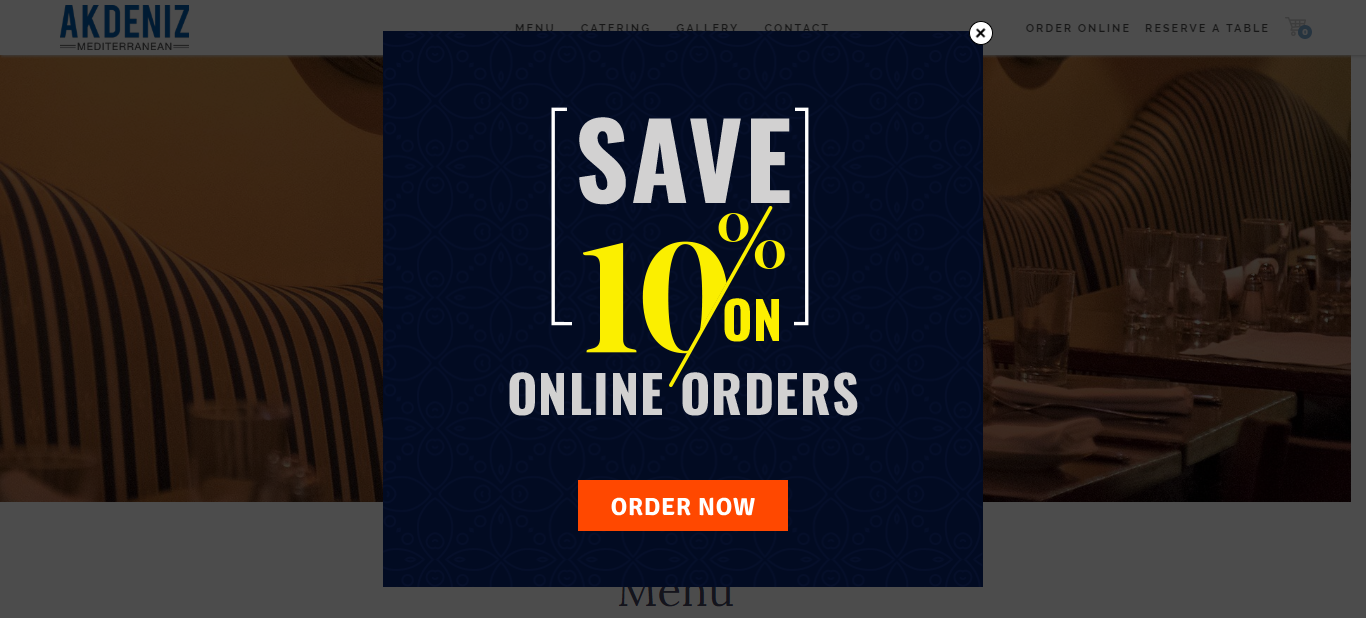 AKDENIZ
MEDITERRANEAN
MENU CATERING GALLERY CONTACT
ORDER ONLINE RESERVE A TABLE
0
SAVE
10%
ON
ONLINE ORDERS
ORDER NOW
Menu